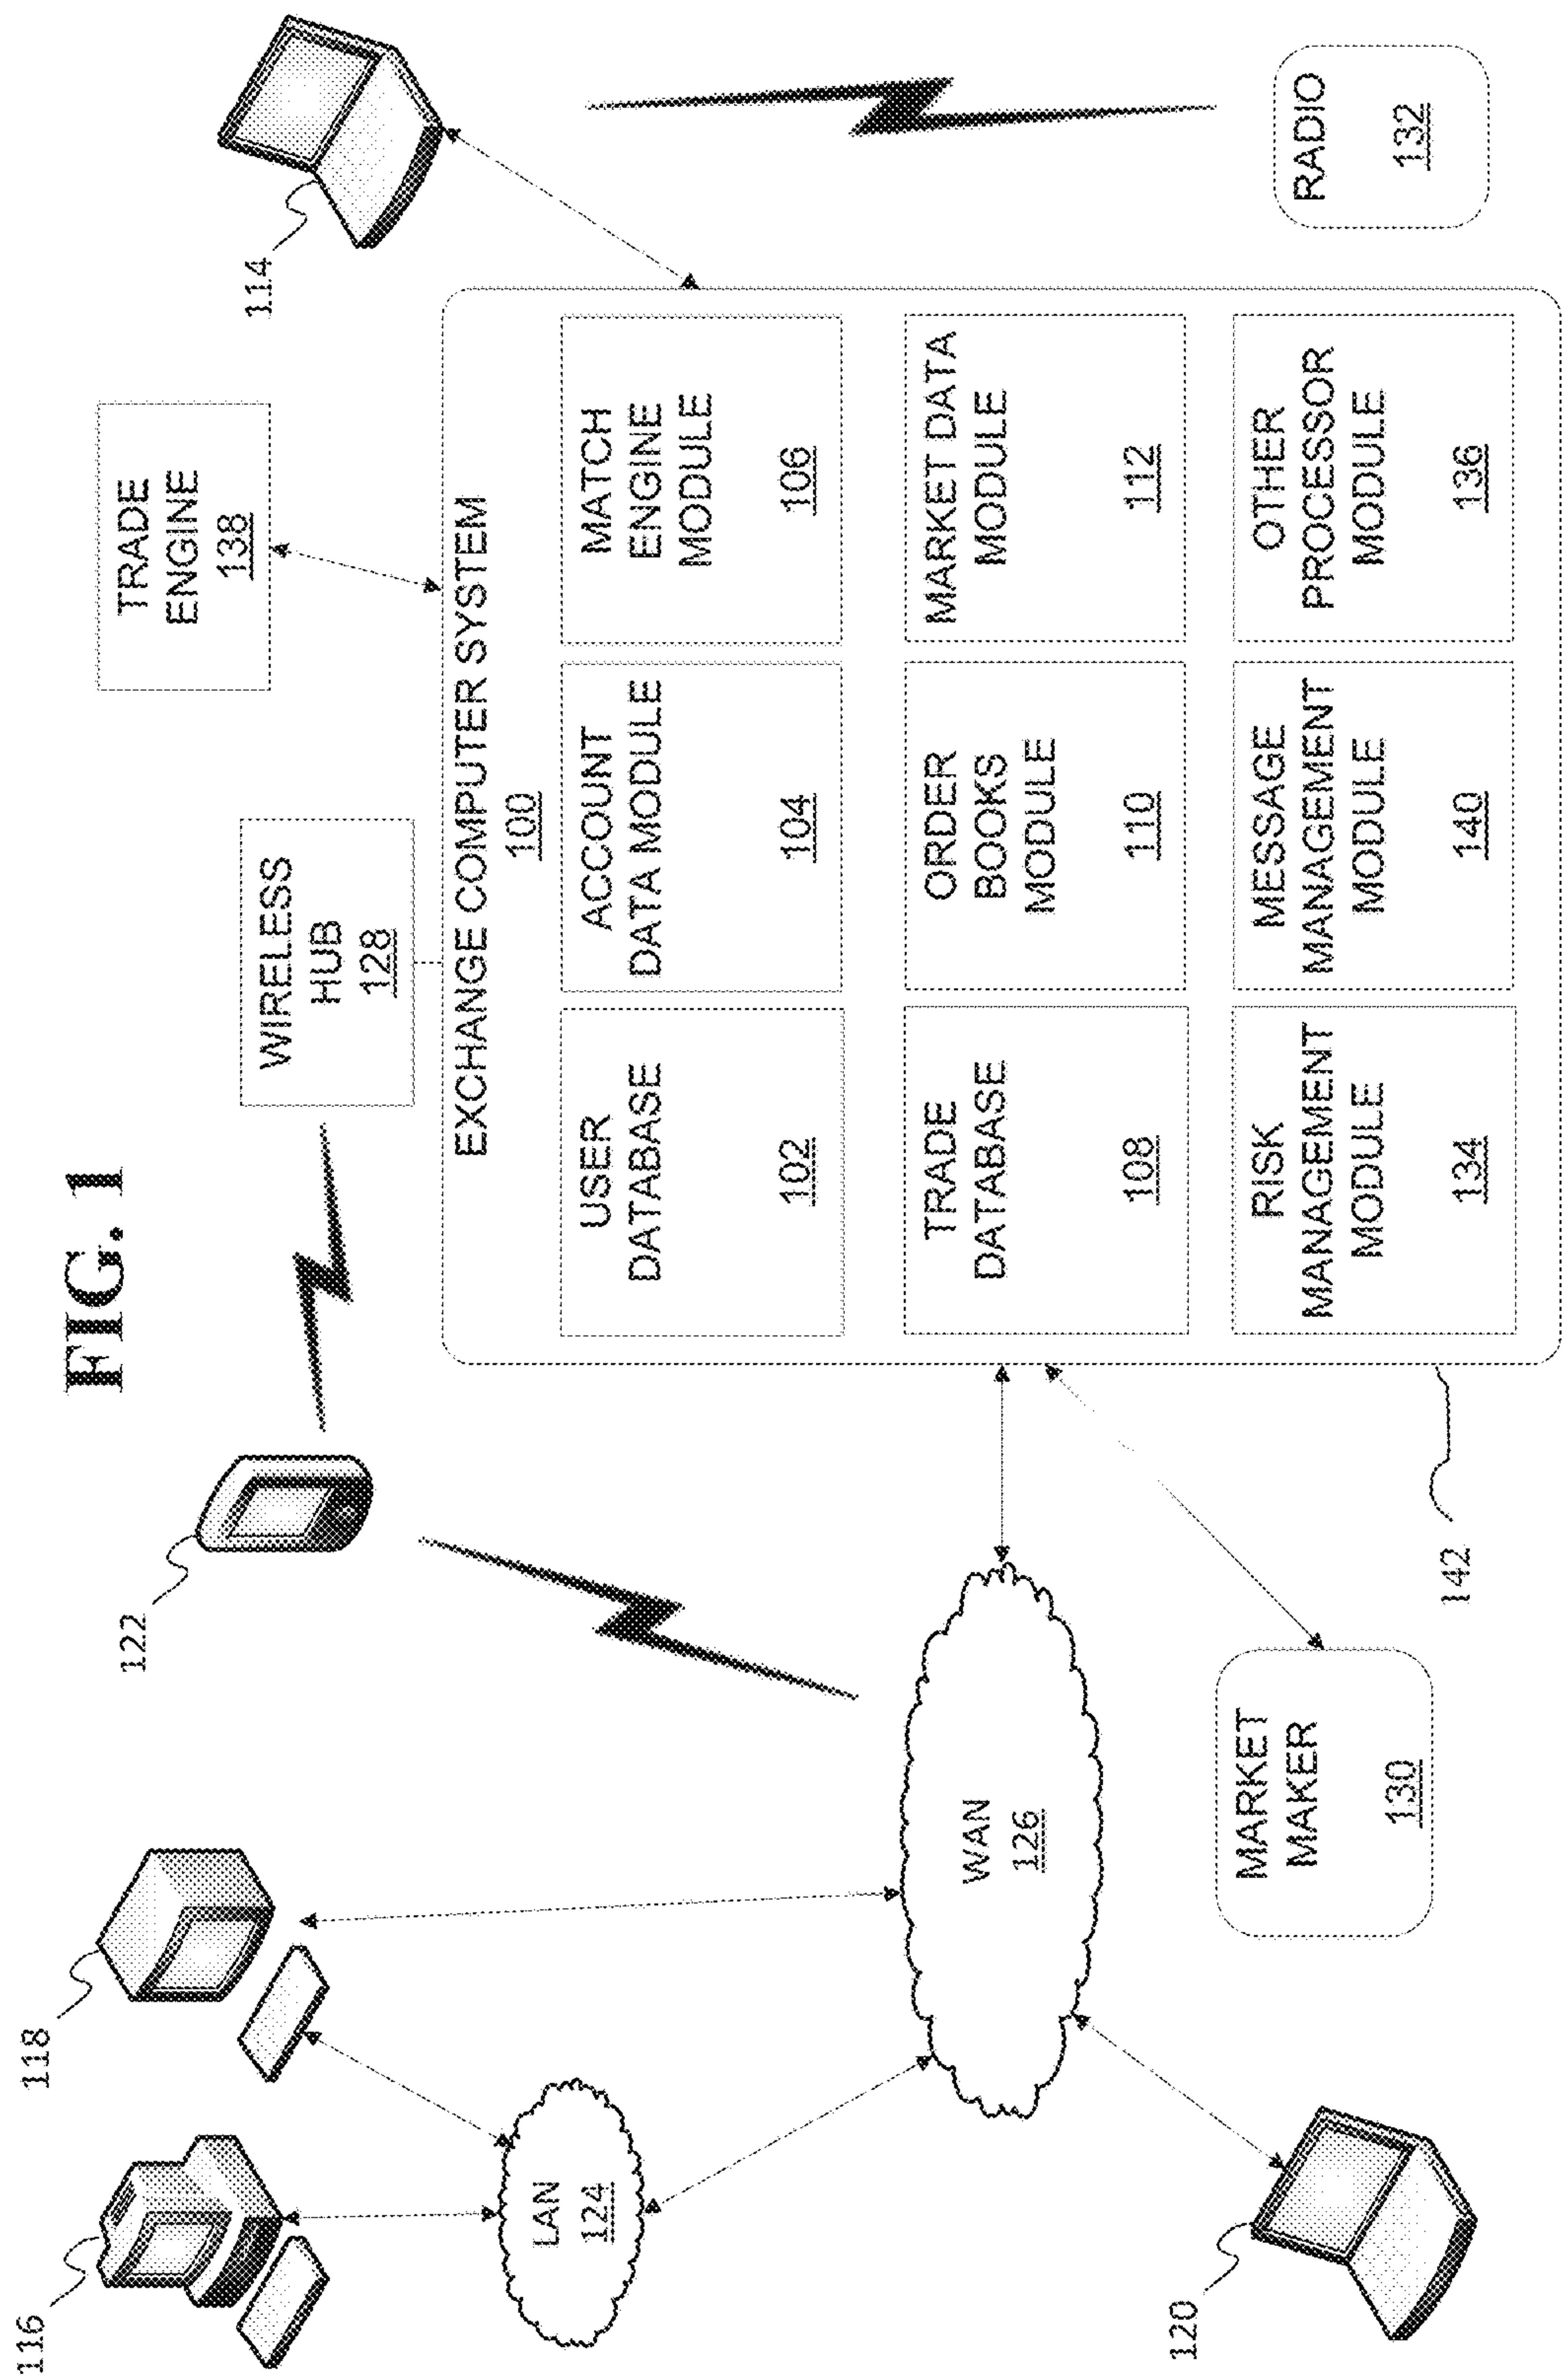 FIG. 1
116
118
122
114
TRADE
ENGINE
138
WIRELESS
HUB
128
EXCHANGE COMPUTER SYSTEM
100
USER
DATABASE
102
ACCOUNT
DATA MODULE
104
MATCH
ENGINE
MODULE
106
TRADE
DATABASE
108
ORDER
BOOKS
MODULE
110
MARKET DATA
MODULE
112
RISK
MANAGEMENT
MODULE
134
MESSAGE
MANAGEMENT
MODULE
140
OTHER
PROCESSOR
MODULE
136
LAN
124
WAN
126
MARKET
MAKER
130
120
142
RADIO
132